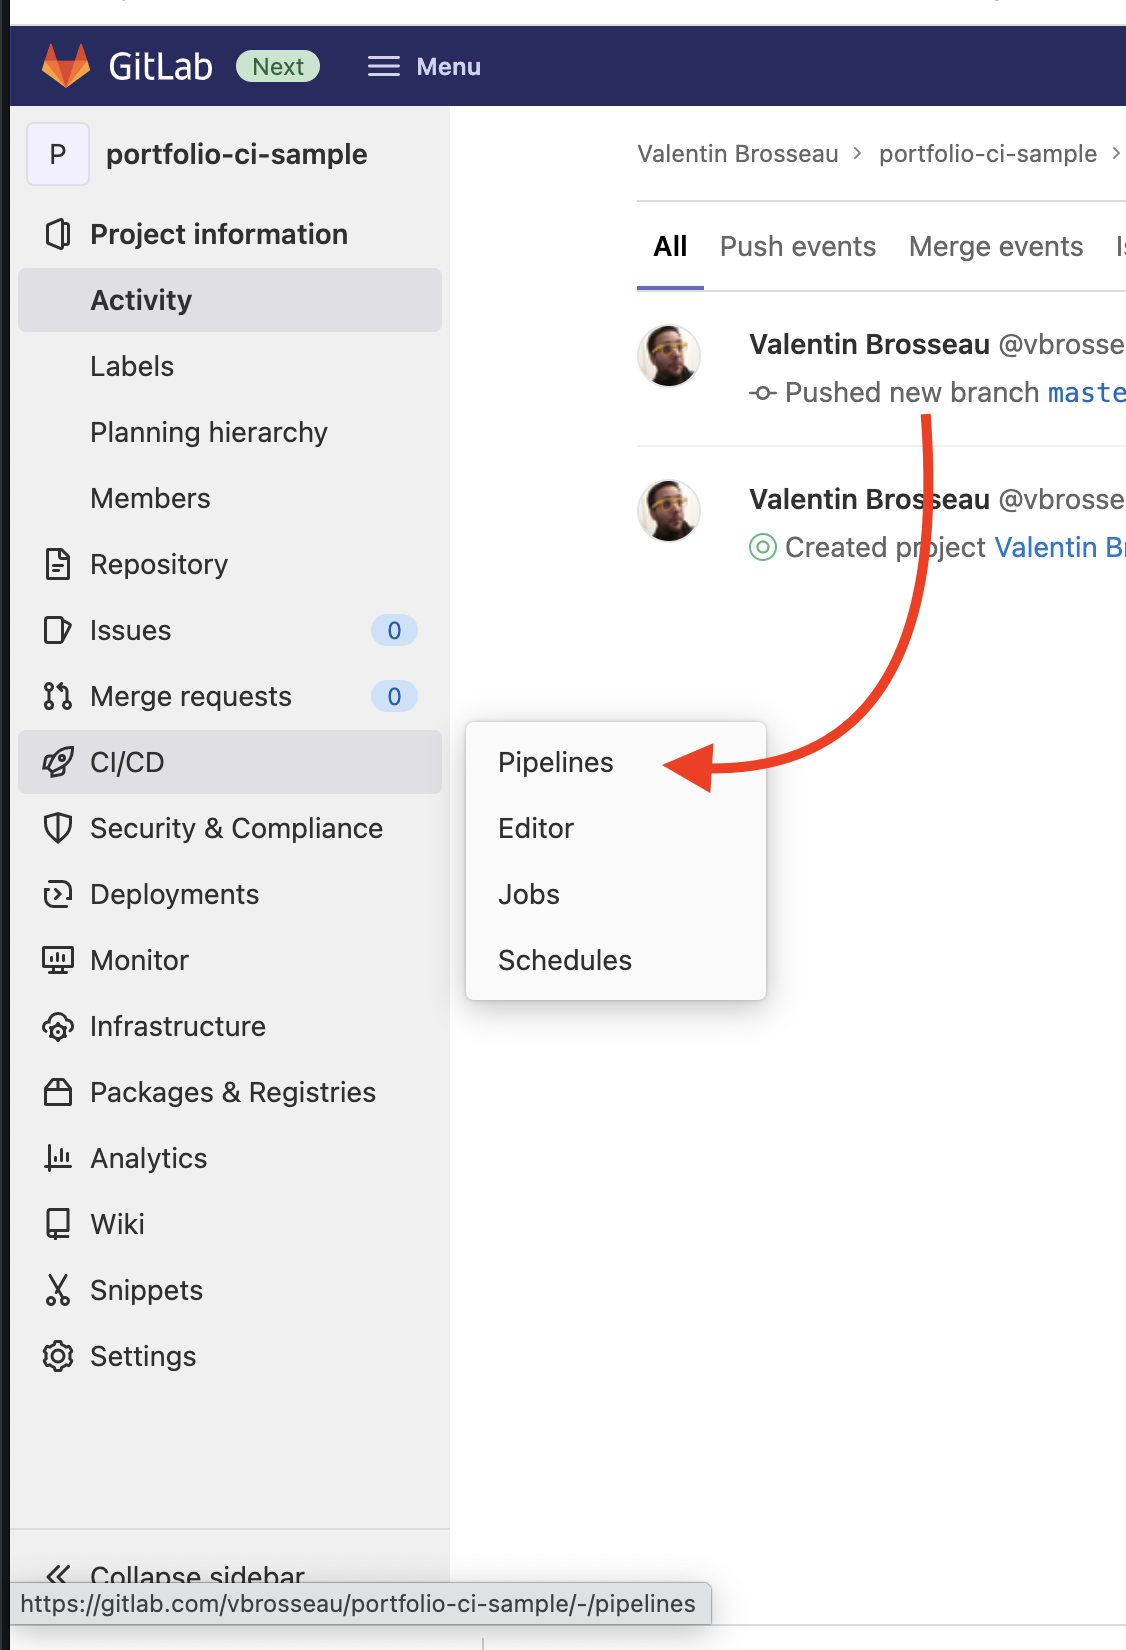 GitLab Next Menu
P portfolio-ci-sample
Project information
Activity
Labels
Planning hierarchy
Members
Repository
Issues 0
Merge requests 0
CI/CD
Security & Compliance
Deployments
Monitor
Infrastructure
Packages & Registries
Analytics
Wiki
Snippets
Settings
Collapse sidebar
https://gitlab.com/vbrosseau/portfolio-ci-sample/-/pipelines
Valentin Brosseau > portfolio-ci-sample >
All Push events Merge events
Valentin Brosseau @vbrosse
Pushed new branch maste
Valentin Brosseau @vbrosse
Created project Valentin Br
Pipelines
Editor
Jobs
Schedules